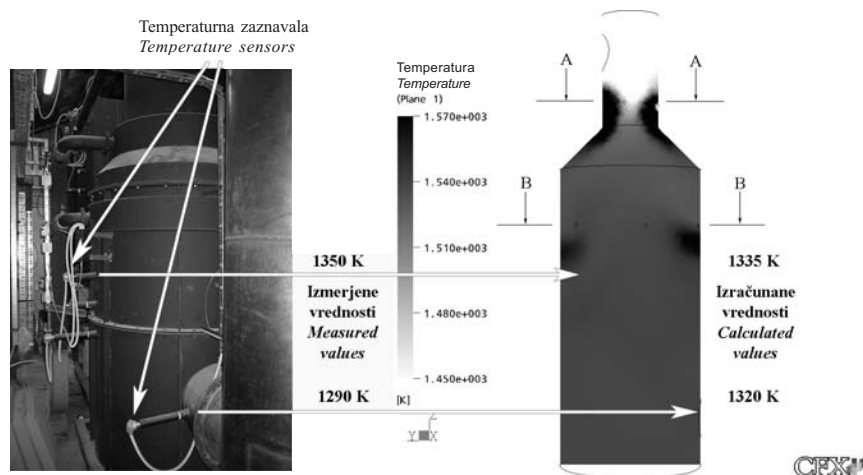 Temperaturna zaznavala
Temperature sensors
Temperatura
Temperature
(Plane 1)
1.570e+003
1.540e+003
1.510e+003
1.480e+003
1.450e+003
[K]
A A
B B
1350 K
Izmerjene
vrednosti
Measured
values
1290 K
1335 K
Izračunane
vrednosti
Calculated
values
1320 K
Y X
CFX